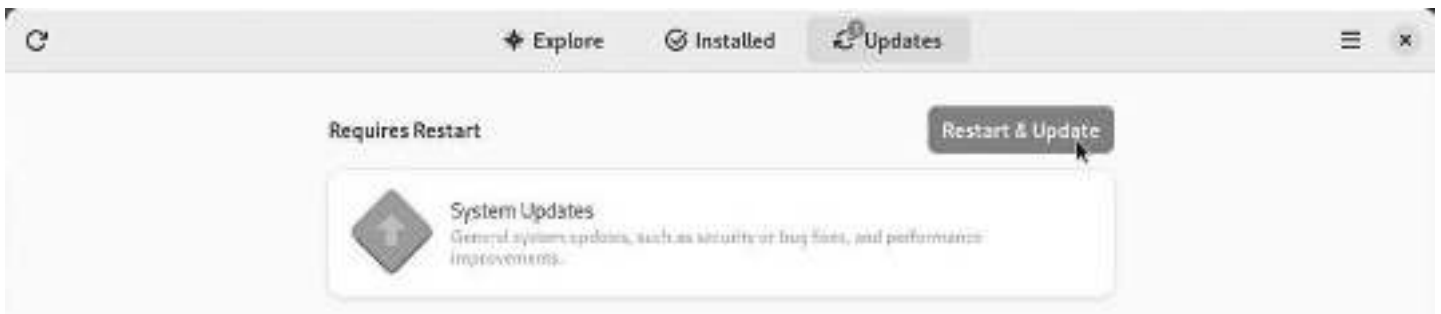 Explore
Installed
Updates
Requires Restart
Restart & Update
System Updates
General system updates, such as security or bug fixes, and performance
improvements.